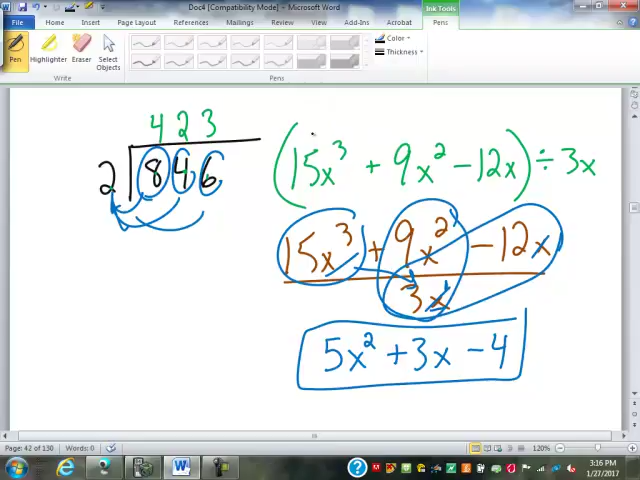 Doc4 [Compatibility Mode] - Microsoft Word
Ink Tools
File Home Insert Page Layout References Mailings Review View Add-Ins Acrobat Pens
Pen Highlighter Eraser Select Objects
Color
Thickness
Write Pens
423
2 846
(15x³ + 9x² - 12x) ÷ 3x
15x³ + 9x² - 12x
3x¹
5x² + 3x - 4
Page: 42 of 130 Words: 0 120%
3:16 PM
1/27/2017